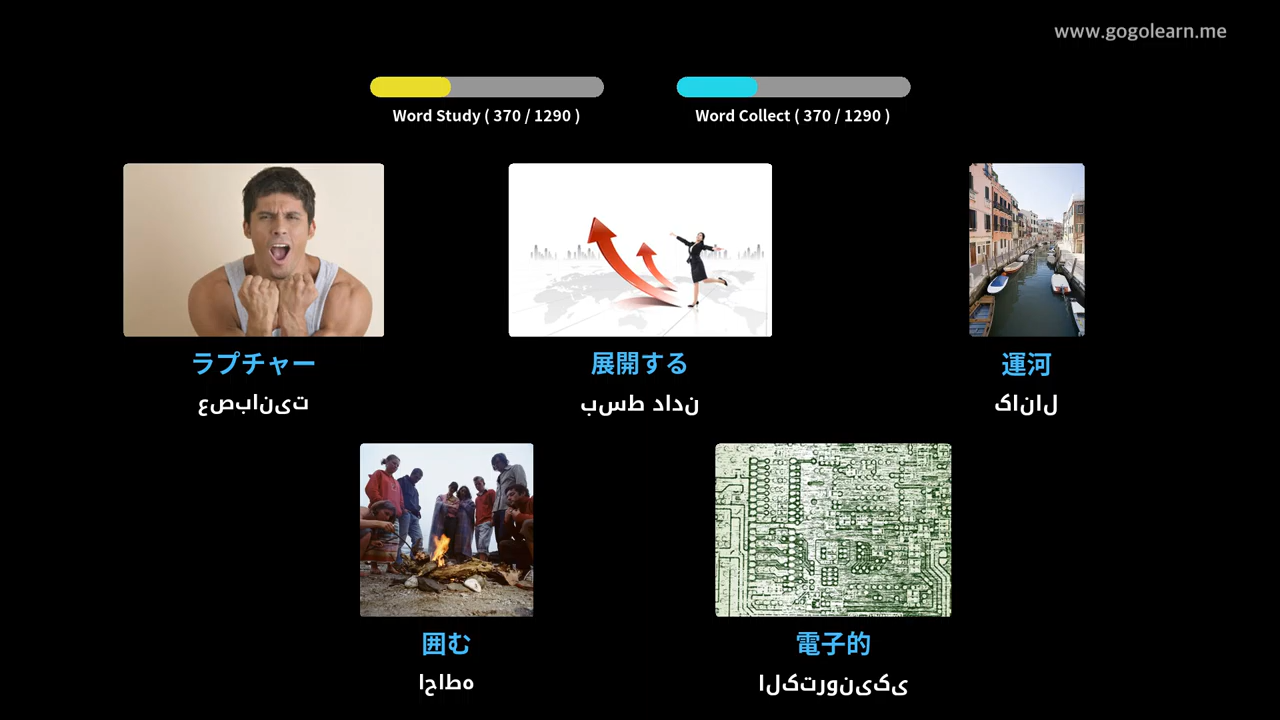 www.gogolearn.me
Word Study ( 370 / 1290 )
Word Collect ( 370 / 1290 )
ラプチャー
عصبانیت
展開する
بسط دادن
運河
کانال
囲む
احاطه
電子的
الکترونیکی